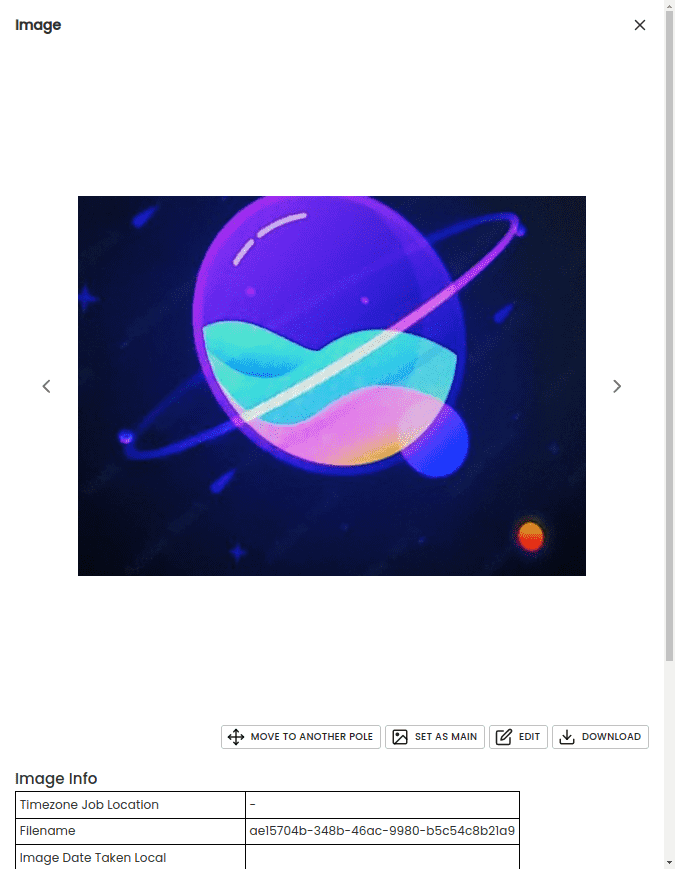 Image
MOVE TO ANOTHER POLE
SET AS MAIN
EDIT
DOWNLOAD
Image Info
Timezone Job Location -
Filename ae15704b-348b-46ac-9980-b5c54c8b21a9
Image Date Taken Local